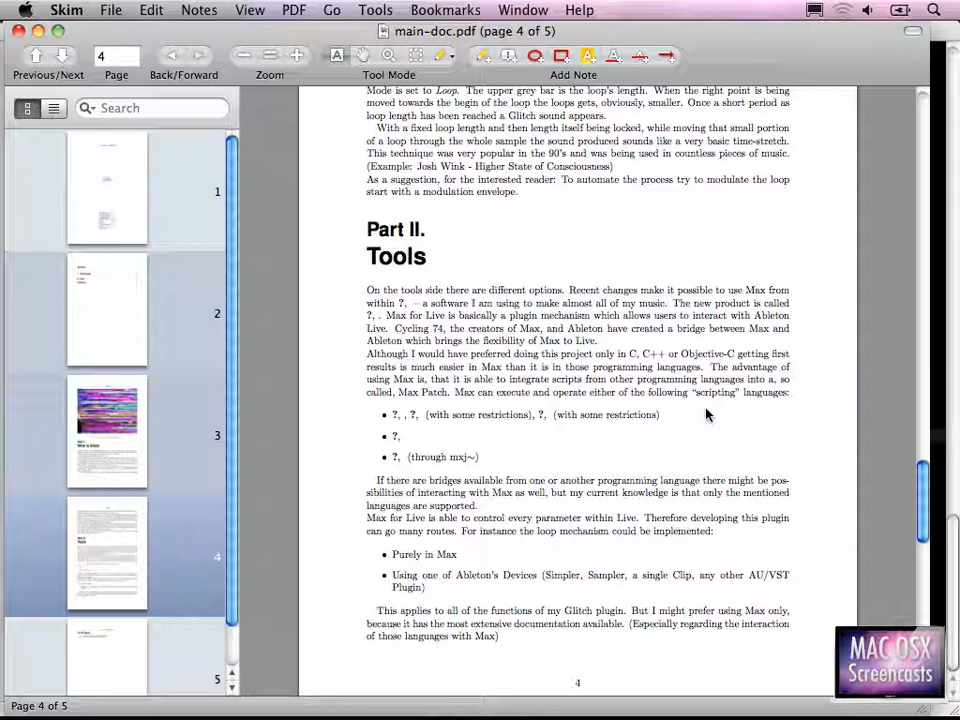 Skim File Edit Notes View PDF Go Tools Bookmarks Window Help
main-doc.pdf (page 4 of 5)
4
Previous/Next Page Back/Forward Zoom Tool Mode Add Note
Search
1
2
3
4
5
Mode is set to Loop. The upper grey bar is the loop's length. When the right point is being
moved towards the begin of the loop the loops gets, obviously, smaller. Once a short period as
loop length has been reached a Glitch sound appears.
With a fixed loop length and then length itself being locked, while moving that small portion
of a loop through the whole sample the sound produced sounds like a very basic time-stretch.
This technique was very popular in the 90's and was being used in countless pieces of music.
(Example: Josh Wink - Higher State of Consciousness)
As a suggestion, for the interested reader: To automate the process try to modulate the loop
start with a modulation envelope.
Part II.
Tools
On the tools side there are different options. Recent changes make it possible to use Max from
within ?, – a software I am using to make almost all of my music. The new product is called
?, . Max for Live is basically a plugin mechanism which allows users to interact with Ableton
Live. Cycling 74, the creators of Max, and Ableton have created a bridge between Max and
Ableton which brings the flexibility of Max to Live.
Although I would have preferred doing this project only in C, C++ or Objective-C getting first
results is much easier in Max than it is in those programming languages. The advantage of
using Max is, that it is able to integrate scripts from other programming languages into a, so
called, Max Patch. Max can execute and operate either of the following “scripting” languages:
• ?, , ?, (with some restrictions), ?, (with some restrictions)
• ?,
• ?, (through mxj~)
If there are bridges available from one or another programming language there might be pos-
sibilities of interacting with Max as well, but my current knowledge is that only the mentioned
languages are supported.
Max for Live is able to control every parameter within Live. Therefore developing this plugin
can go many routes. For instance the loop mechanism could be implemented:
• Purely in Max
• Using one of Ableton's Devices (Simpler, Sampler, a single Clip, any other AU/VST
Plugin)
This applies to all of the functions of my Glitch plugin. But I might prefer using Max only,
because it has the most extensive documentation available. (Especially regarding the interaction
of those languages with Max)
4
MAC OSX
Screencasts
Page 4 of 5